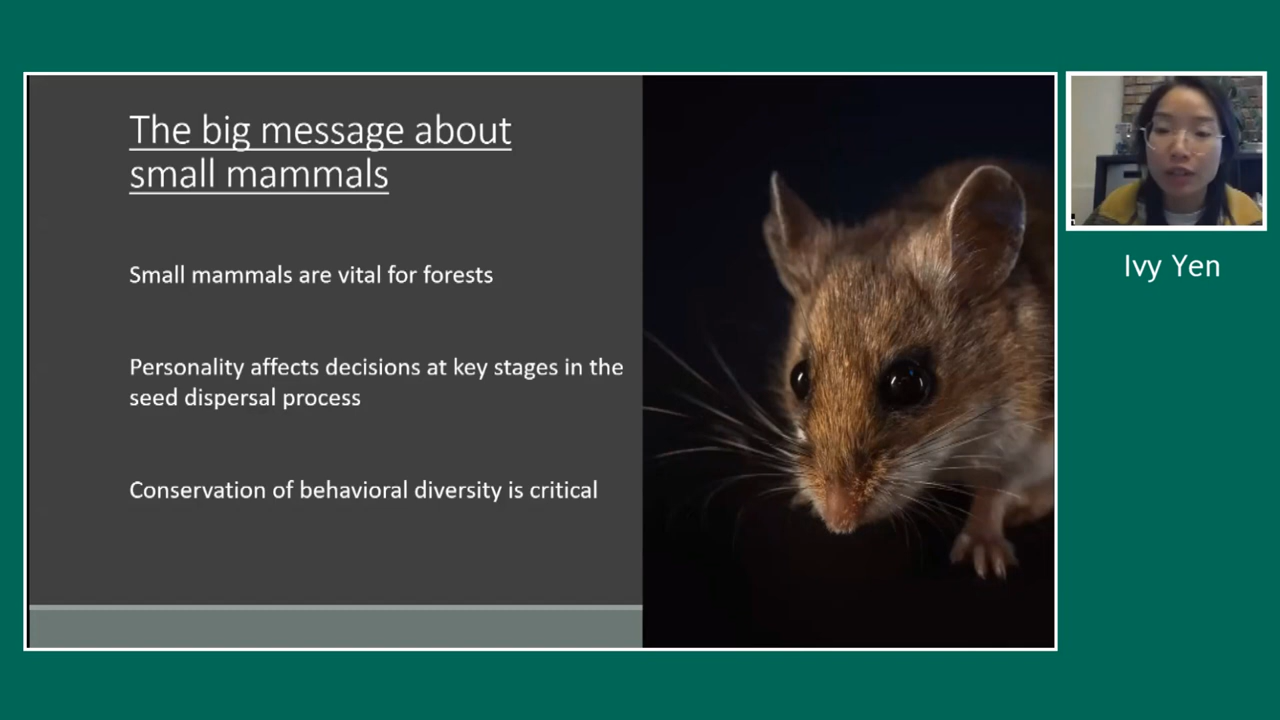 The big message about
small mammals
Small mammals are vital for forests
Personality affects decisions at key stages in the
seed dispersal process
Conservation of behavioral diversity is critical
Ivy Yen